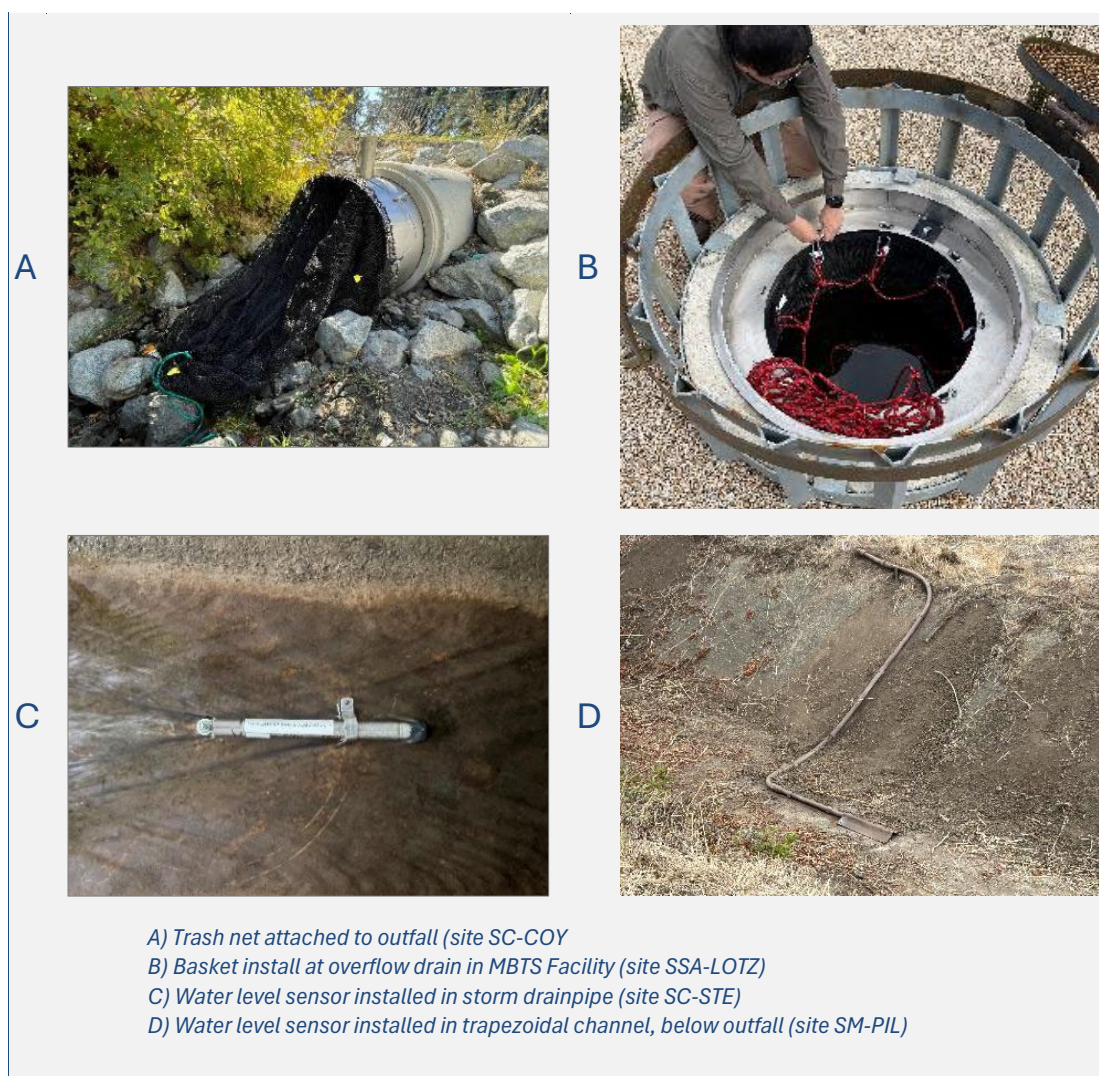 A
B
C
D
A) Trash net attached to outfall (site SC-COY
B) Basket install at overflow drain in MBTS Facility (site SSA-LOTZ)
C) Water level sensor installed in storm drainpipe (site SC-STE)
D) Water level sensor installed in trapezoidal channel, below outfall (site SM-PIL)